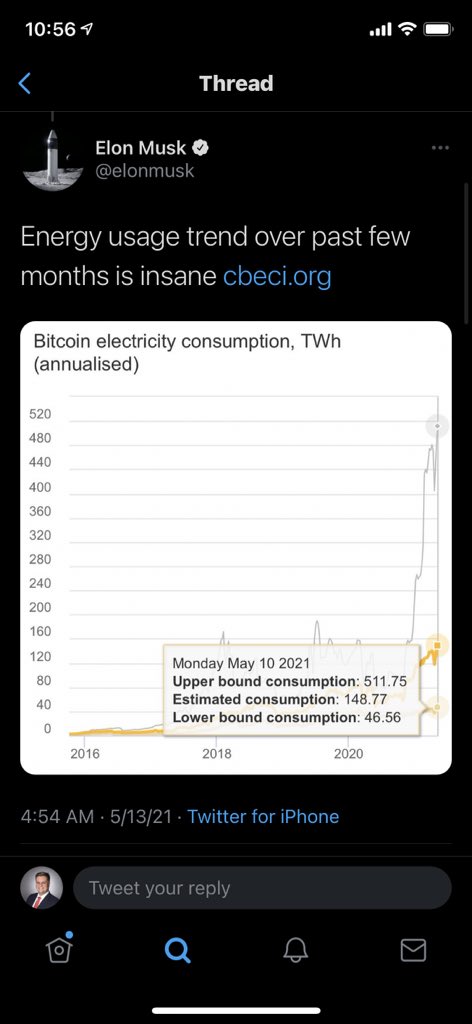 10:56
Thread
Elon Musk
@elonmusk
Energy usage trend over past few
months is insane cbeci.org
Bitcoin electricity consumption, TWh
(annualised)
520
480
440
400
360
320
280
240
200
160
120
80
40
0
Monday May 10 2021
Upper bound consumption: 511.75
Estimated consumption: 148.77
Lower bound consumption: 46.56
2016
2018
2020
4:54 AM · 5/13/21 · Twitter for iPhone
Tweet your reply